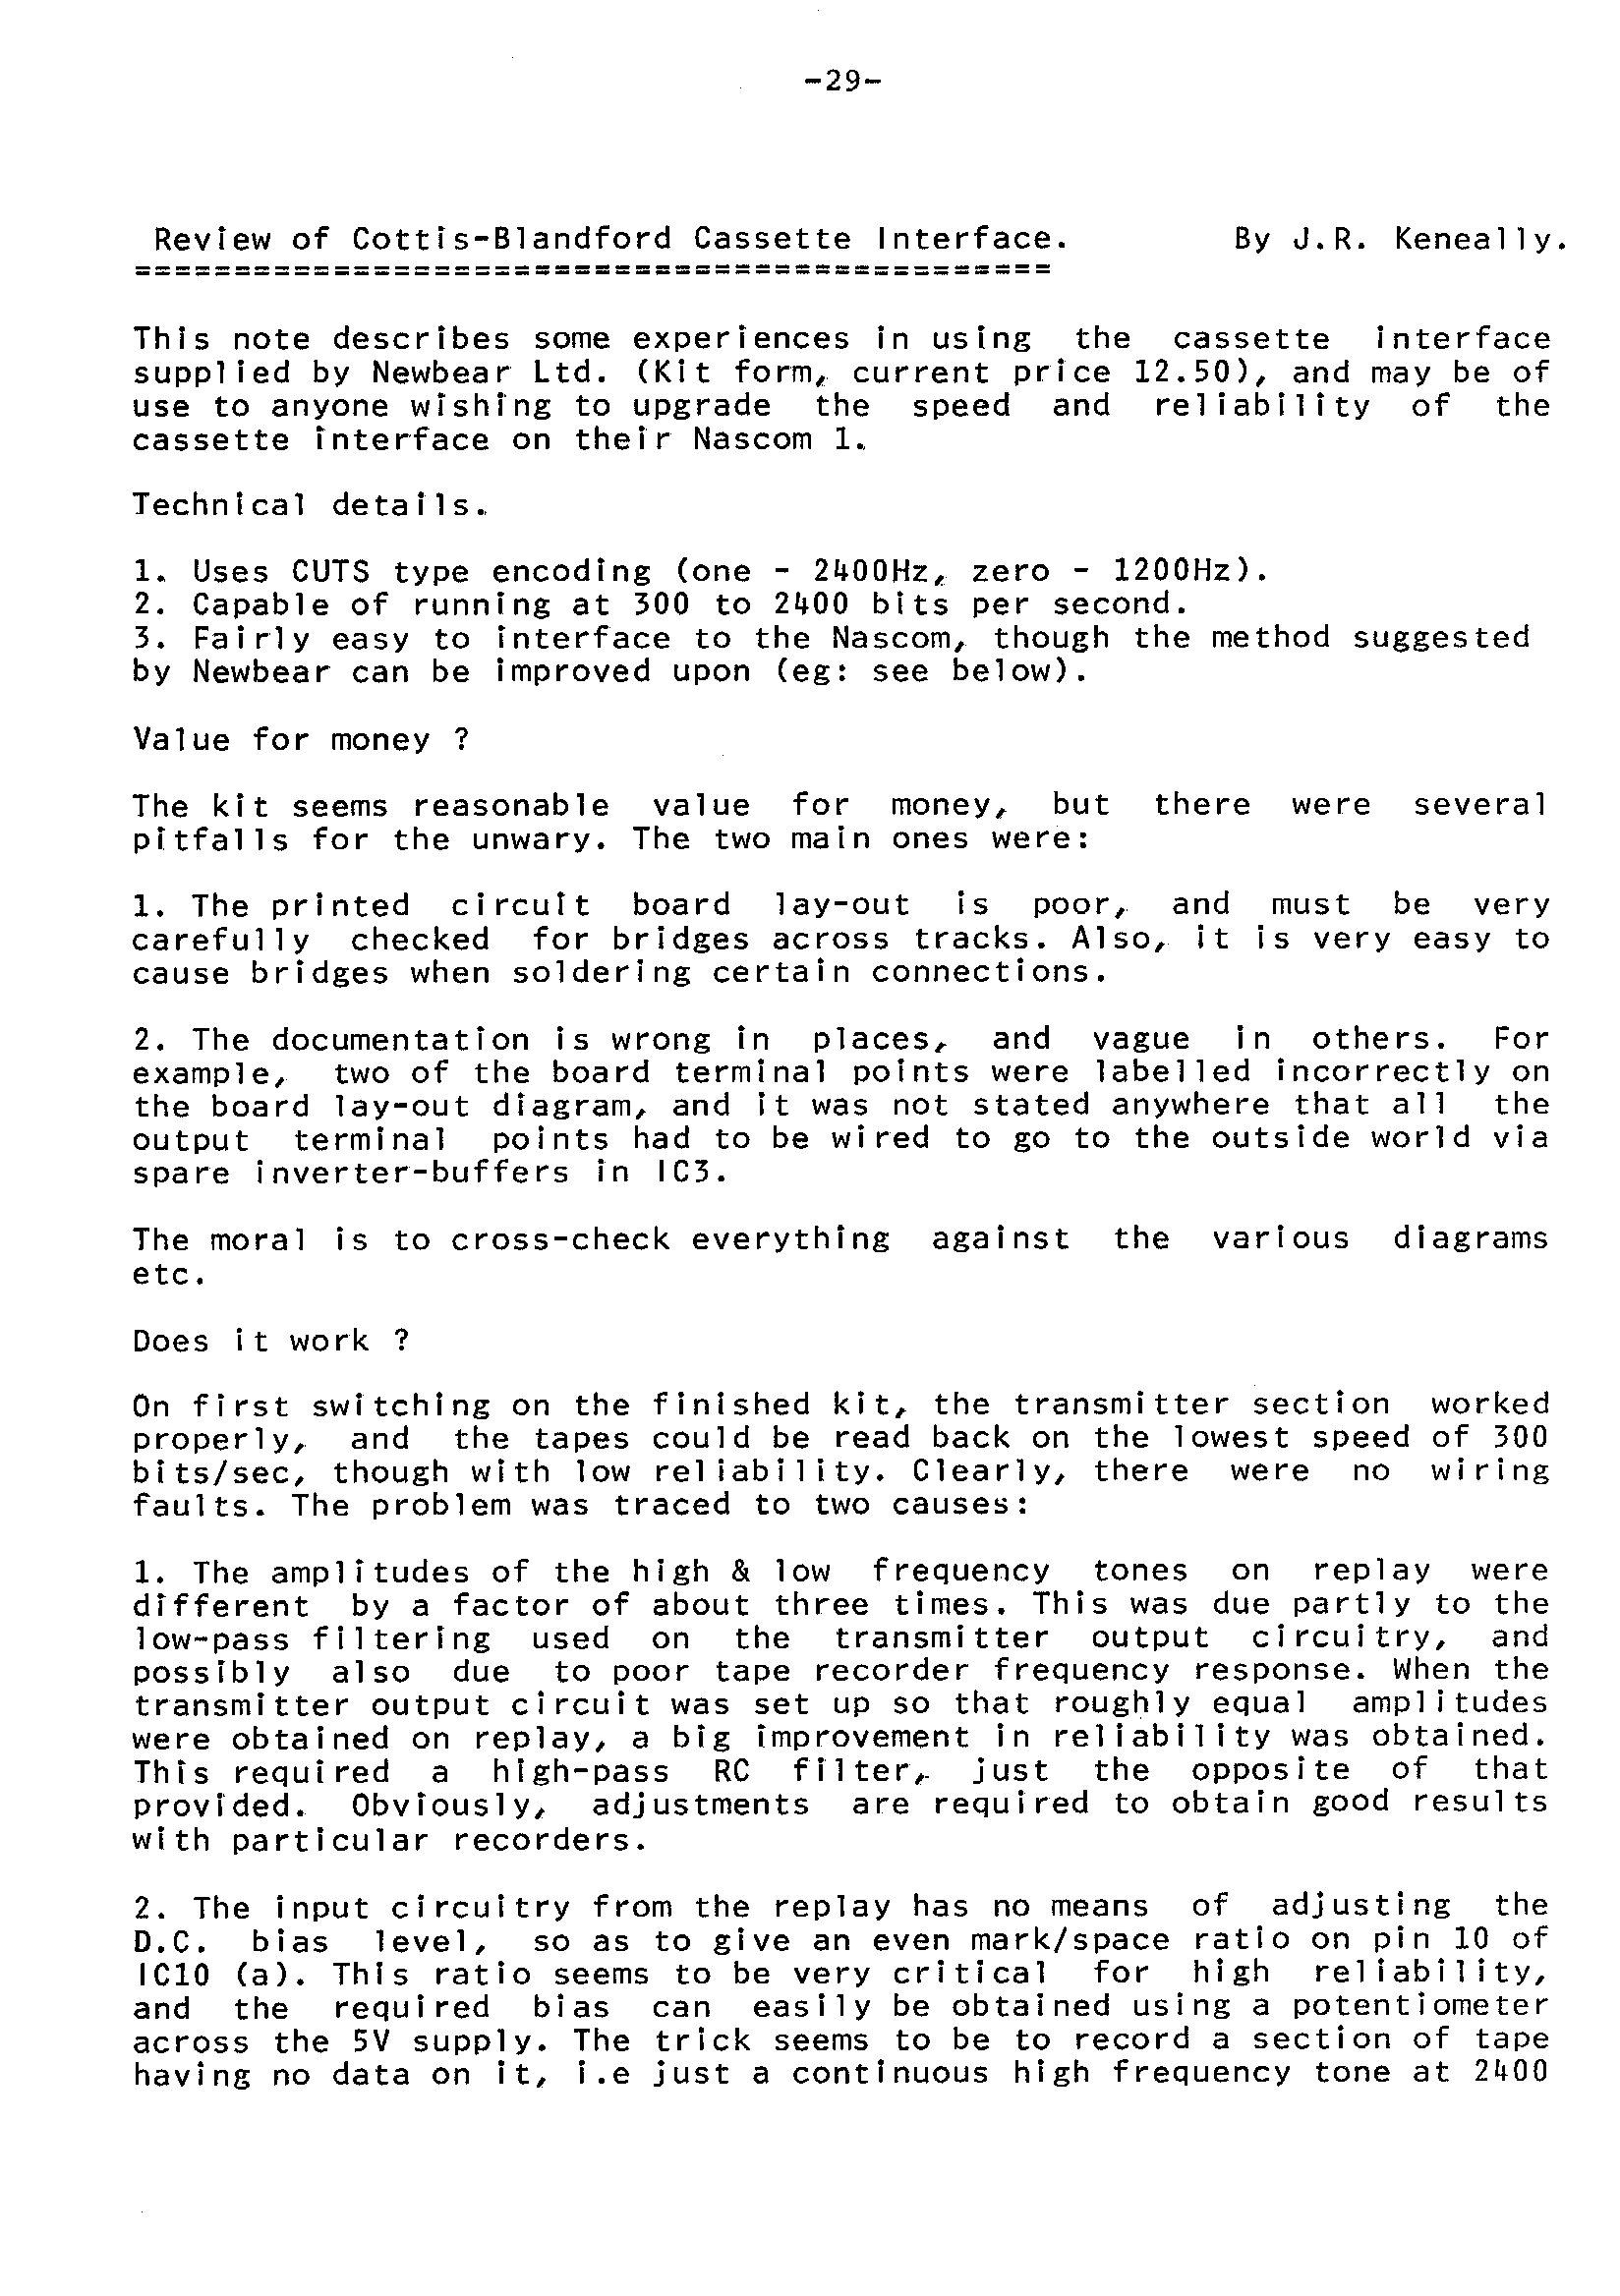 -29-
Review of Cottis-Blandford Cassette Interface. By J.R. Keneally.
==============================================
This note describes some experiences in using the cassette interface
supplied by Newbear Ltd. (Kit form, current price 12.50), and may be of
use to anyone wishing to upgrade the speed and reliability of the
cassette interface on their Nascom 1.
Technical details.
1. Uses CUTS type encoding (one - 2400Hz, zero - 1200Hz).
2. Capable of running at 300 to 2400 bits per second.
3. Fairly easy to interface to the Nascom, though the method suggested
by Newbear can be improved upon (eg: see below).
Value for money ?
The kit seems reasonable value for money, but there were several
pitfalls for the unwary. The two main ones were:
1. The printed circuit board lay-out is poor, and must be very
carefully checked for bridges across tracks. Also, it is very easy to
cause bridges when soldering certain connections.
2. The documentation is wrong in places, and vague in others. For
example, two of the board terminal points were labelled incorrectly on
the board lay-out diagram, and it was not stated anywhere that all the
output terminal points had to be wired to go to the outside world via
spare inverter-buffers in IC3.
The moral is to cross-check everything against the various diagrams
etc.
Does it work ?
On first switching on the finished kit, the transmitter section worked
properly, and the tapes could be read back on the lowest speed of 300
bits/sec, though with low reliability. Clearly, there were no wiring
faults. The problem was traced to two causes:
1. The amplitudes of the high & low frequency tones on replay were
different by a factor of about three times. This was due partly to the
low-pass filtering used on the transmitter output circuitry, and
possibly also due to poor tape recorder frequency response. When the
transmitter output circuit was set up so that roughly equal amplitudes
were obtained on replay, a big improvement in reliability was obtained.
This required a high-pass RC filter, just the opposite of that
provided. Obviously, adjustments are required to obtain good results
with particular recorders.
2. The input circuitry from the replay has no means of adjusting the
D.C. bias level, so as to give an even mark/space ratio on pin 10 of
IC10 (a). This ratio seems to be very critical for high reliability,
and the required bias can easily be obtained using a potentiometer
across the 5V supply. The trick seems to be to record a section of tape
having no data on it, i.e just a continuous high frequency tone at 2400